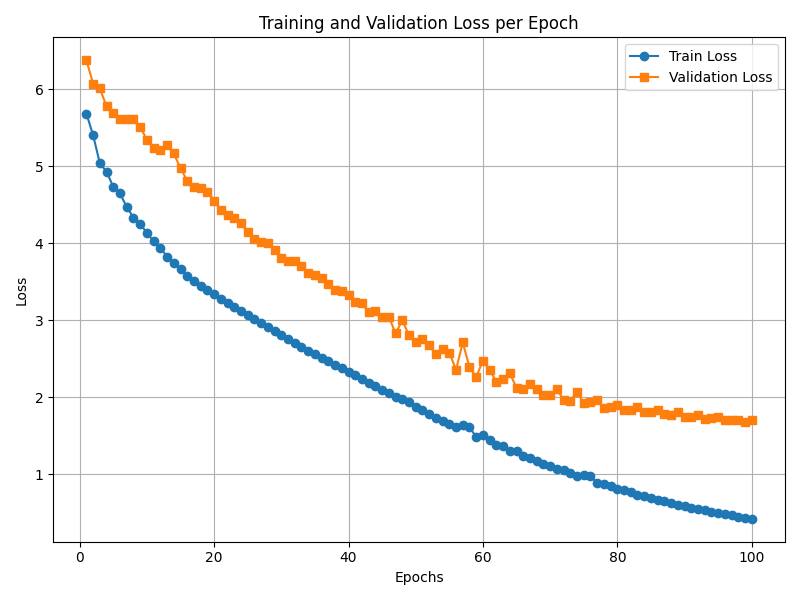 Training and Validation Loss per Epoch
Train Loss
Validation Loss
6
5
4
3
2
1
Loss
0 20 40 60 80 100
Epochs